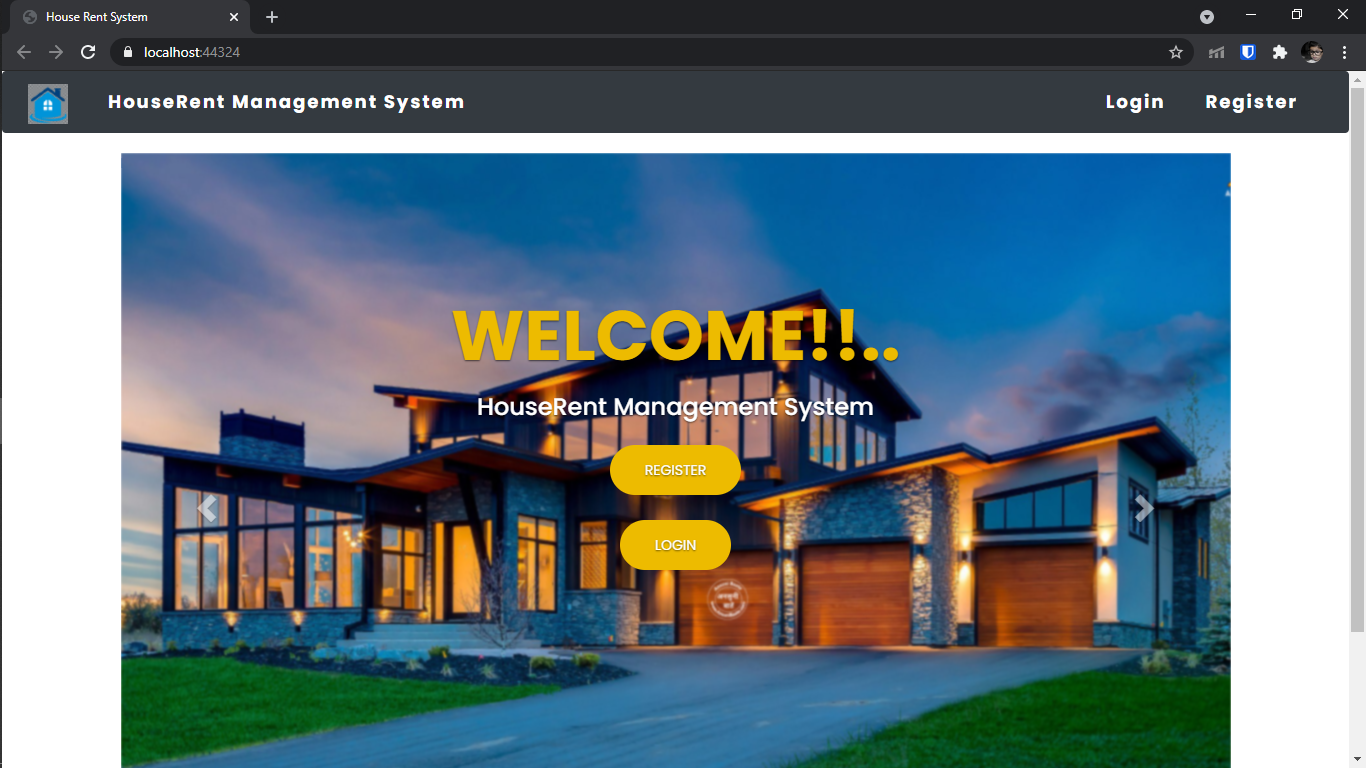 House Rent System
localhost:44324
HouseRent Management System
Login
Register
WELCOME!!..
HouseRent Management System
REGISTER
LOGIN